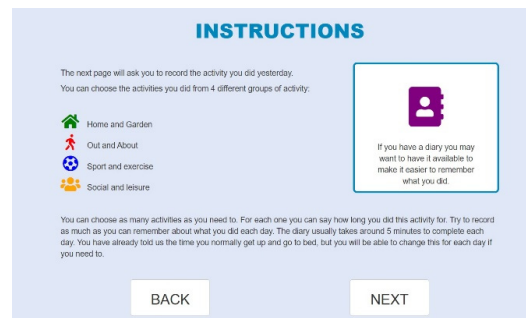 INSTRUCTIONS
The next page will ask you to record the activity you did yesterday.
You can choose the activities you did from 4 different groups of activity:
Home and Garden
Out and About
Sport and exercise
Social and leisure
If you have a diary you may
want to have it available to
make it easier to remember
what you did.
You can choose as many activities as you need to. For each one you can say how long you did this activity for. Try to record
as much as you can remember about what you did each day. The diary usually takes around 5 minutes to complete each
day. You have already told us the time you normally get up and go to bed, but you will be able to change this for each day if
you need to.
BACK
NEXT